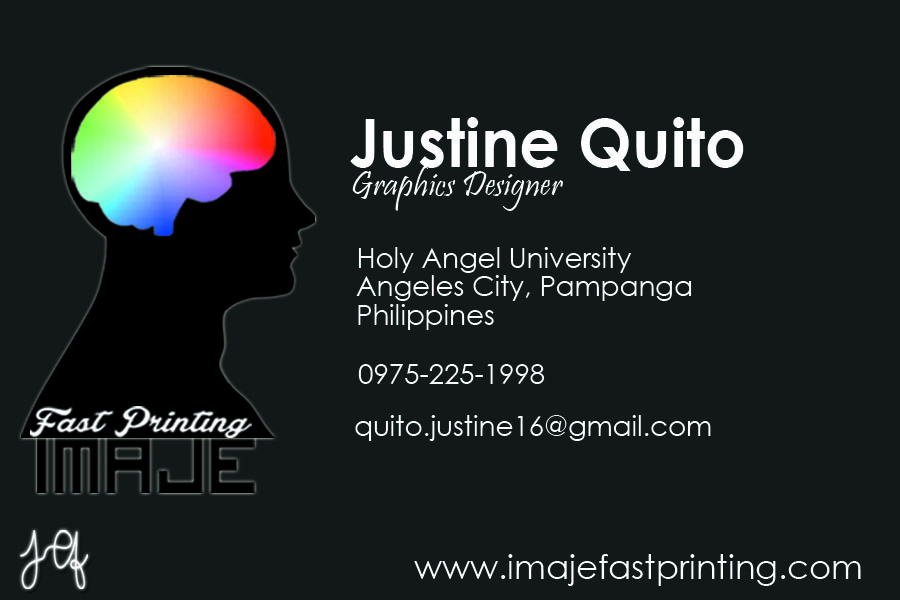 Justine Quito
Graphics Designer
Holy Angel University
Angeles City, Pampanga
Philippines
0975-225-1998
quito.justine16@gmail.com
Fast Printing
IMAJE
www.imajefastprinting.com